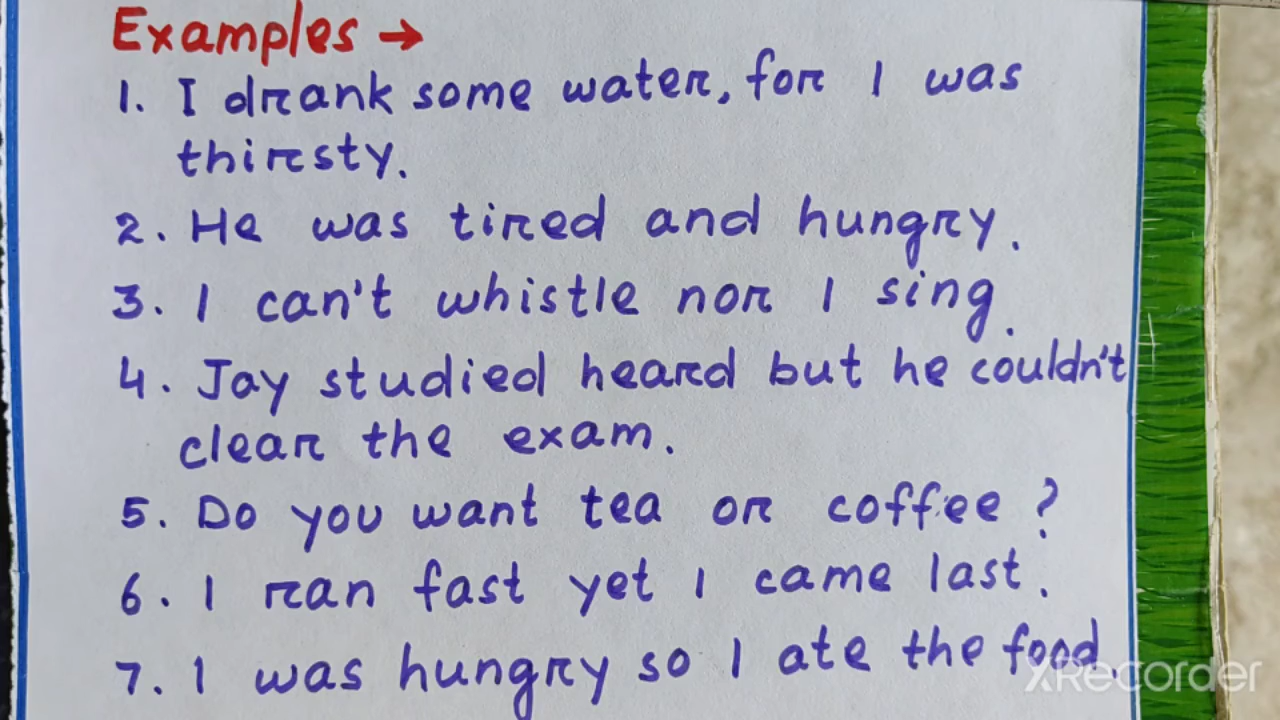 Examples →
1. I drank some water, for I was
thirsty.
2. He was tired and hungry.
3. I can't whistle nor I sing.
4. Jay studied heard but he couldn't
clear the exam.
5. Do you want tea or coffee ?
6. I ran fast yet I came last.
7. I was hungry so I ate the food.
XRecorder